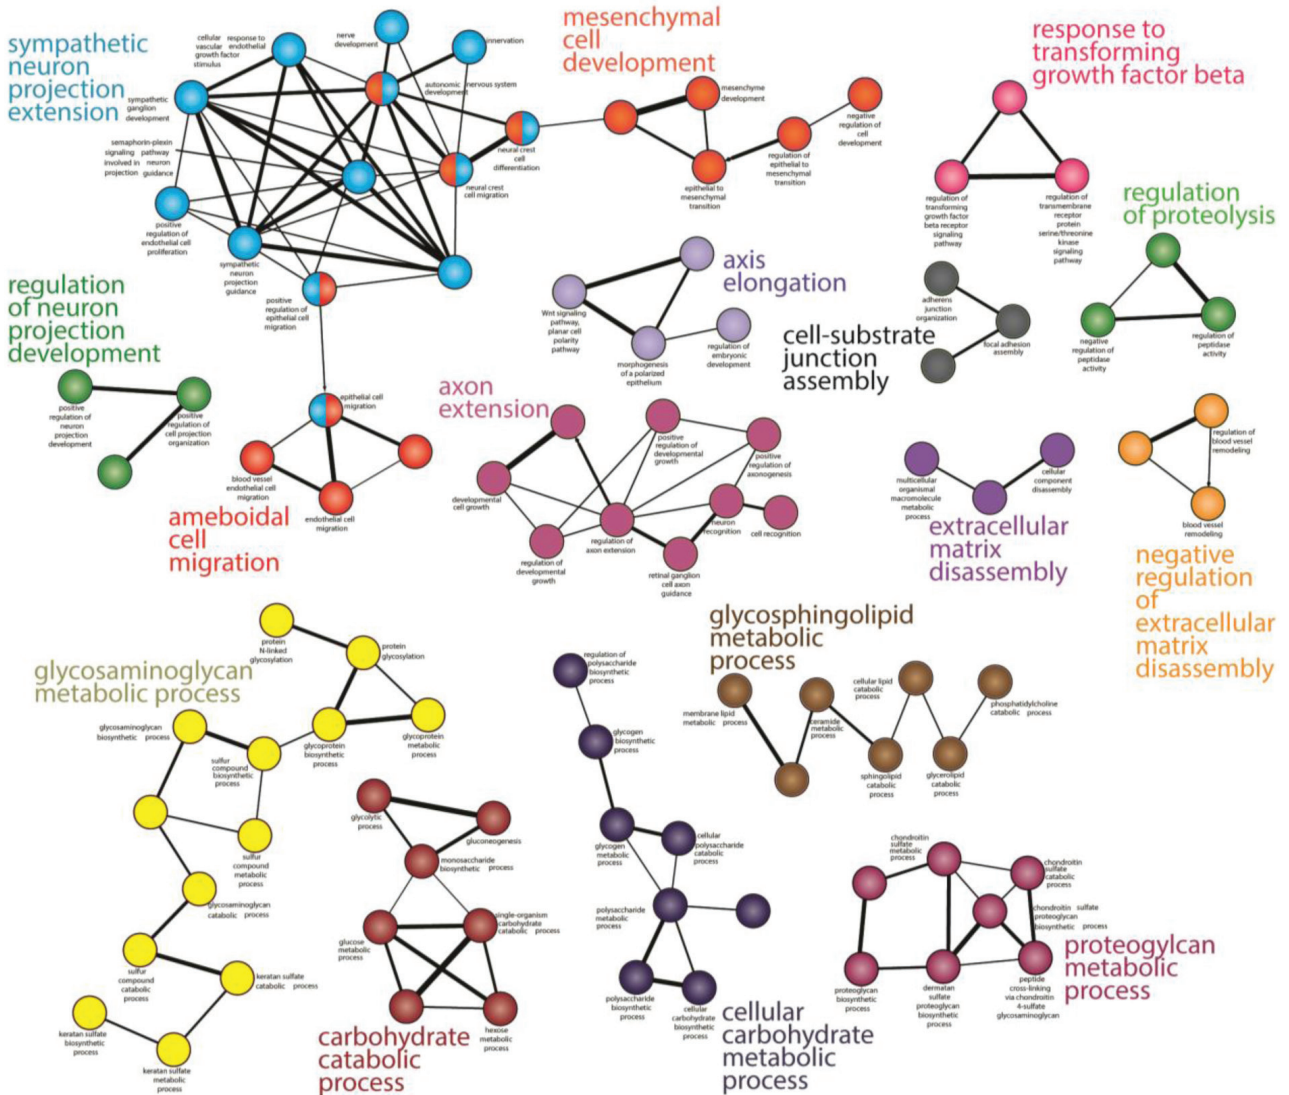 sympathetic
neuron
projection
extension
cellular response to
vascular endothelial
growth factor
stimulus
nerve
development
innervation
autonomic nervous system
development
sympathetic
ganglion
development
semaphorin-plexin
signaling pathway
involved in neuron
projection guidance
neural crest
cell
differentiation
neural crest
cell migration
positive
regulation of
endothelial cell
proliferation
sympathetic
neuron
projection
guidance
positive
regulation of
epithelial cell
migration
mesenchymal
cell
development
mesenchyme
development
negative
regulation of
cell
development
regulation of
epithelial to
mesenchymal
transition
epithelial to
mesenchymal
transition
response to
transforming
growth factor beta
regulation of
transforming
growth factor
beta receptor
signaling
pathway
regulation of
transmembrane
receptor
protein
serine/threonine
kinase
signaling
pathway
regulation
of proteolysis
negative
regulation of
peptidase
activity
regulation of
peptidase
activity
regulation
of neuron
projection
development
positive
regulation of
neuron
projection
development
positive
regulation of
cell projection
organization
epithelial cell
migration
blood vessel
endothelial cell
migration
endothelial cell
migration
ameboidal
cell
migration
axis
elongation
Wnt signaling
pathway,
planar cell
polarity
pathway
morphogenesis
of a polarized
epithelium
regulation of
embryonic
development
cell-substrate
junction
assembly
adherens
junction
organization
focal adhesion
assembly
axon
extension
positive
regulation of
developmental
growth
positive
regulation of
axonogenesis
developmental
cell growth
regulation of
axon extension
neuron
recognition
cell recognition
regulation of
developmental
growth
retinal ganglion
cell axon
guidance
multicellular
organismal
macromolecule
metabolic
process
cellular
component
disassembly
extracellular
matrix
disassembly
regulation of
blood vessel
remodeling
blood vessel
remodeling
negative
regulation
of
extracellular
matrix
disassembly
glycosaminoglycan
metabolic process
protein
N-linked
glycosylation
protein
glycosylation
glycosaminoglycan
biosynthetic process
sulfur
compound
biosynthetic
process
glycoprotein
biosynthetic
process
glycoprotein
metabolic
process
sulfur
compound
metabolic
process
glycosaminoglycan
catabolic process
sulfur
compound
catabolic
process
keratan sulfate
catabolic process
keratan sulfate
biosynthetic
process
keratan sulfate
metabolic
process
glycolytic
process
gluconeogenesis
monosaccharide
biosynthetic process
glucose
metabolic
process
single-organism
carbohydrate
catabolic process
hexose
metabolic
process
carbohydrate
catabolic
process
regulation of
polysaccharide
biosynthetic
process
glycogen
biosynthetic
process
glycogen
metabolic
process
cellular
polysaccharide
catabolic
process
polysaccharide
metabolic
process
polysaccharide
biosynthetic
process
cellular
carbohydrate
biosynthetic
process
cellular
carbohydrate
metabolic
process
glycosphingolipid
metabolic
process
membrane lipid
metabolic process
ceramide
metabolic
process
cellular lipid
catabolic
process
phosphatidylcholine
catabolic process
sphingolipid
catabolic
process
glycerolipid
catabolic
process
chondroitin
sulfate
metabolic
process
chondroitin
sulfate
catabolic
process
chondroitin sulfate
proteoglycan
biosynthetic process
proteoglycan
biosynthetic
process
dermatan
sulfate
proteoglycan
biosynthetic
process
peptide
cross-linking
via chondroitin
4-sulfate
glycosaminoglycan
proteogylcan
metabolic
process